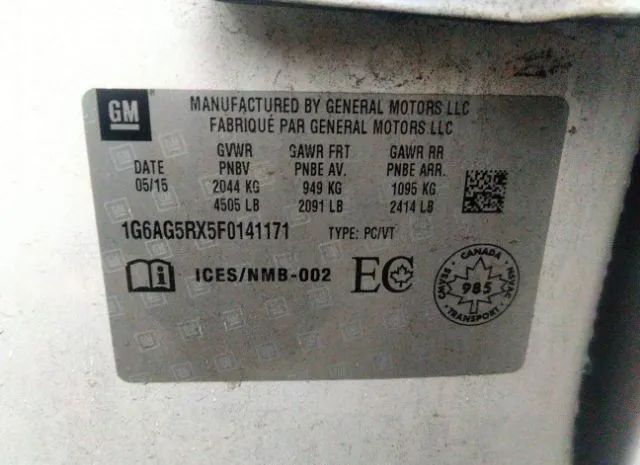 GM
MANUFACTURED BY GENERAL MOTORS LLC
FABRIQUÉ PAR GENERAL MOTORS LLC
DATE GVWR GAWR FRT GAWR RR
05/15 PNBV PNBE AV. PNBE ARR.
2044 KG 949 KG 1095 KG
4505 LB 2091 LB 2414 LB
1G6AG5RX5F0141171 TYPE: PC/VT
i ICES/NMB-002 EC
CANADA
CMVSS NSVAC
985
TRANSPORT